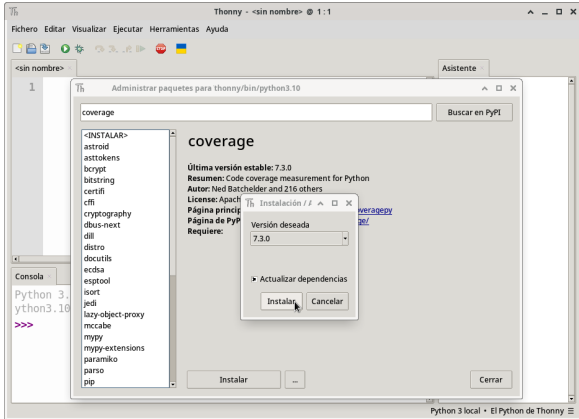 Thonny - <sin nombre> @ 1 : 1
Fichero Editar Visualizar Ejecutar Herramientas Ayuda
STOP
<sin nombre>
Asistente
1
Administrar paquetes para thonny/bin/python3.10
coverage
Buscar en PyPI
<INSTALAR>
astroid
asttokens
bcrypt
bitstring
certifi
cffi
cryptography
dbus-next
dill
distro
docutils
ecdsa
esptool
isort
jedi
lazy-object-proxy
mccabe
mypy
mypy-extensions
paramiko
parso
pip
coverage
Última versión estable: 7.3.0
Resumen: Code coverage measurement for Python
Autor: Ned Batchelder and 216 others
License: Apach
Página princip
veragepy
Página de PyP
ge/
Requiere:
Instalación / A
Versión deseada
7.3.0
Actualizar dependencias
Instalar
Cancelar
Instalar
...
Cerrar
Consola
Python 3.
ython3.10
>>>
Python 3 local • El Python de Thonny